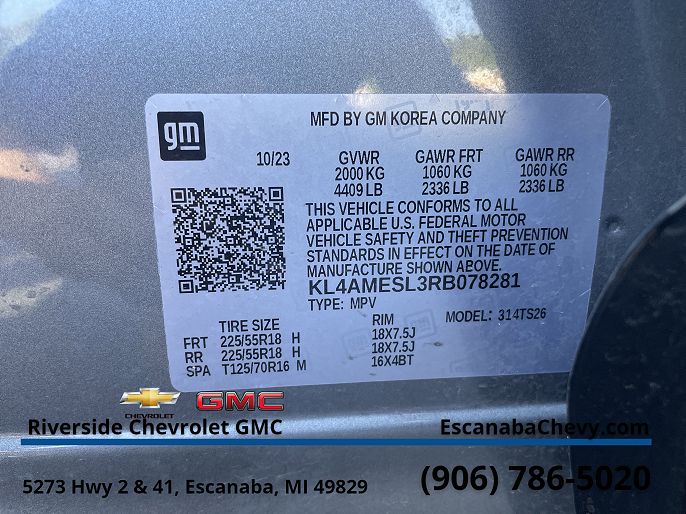 gm
MFD BY GM KOREA COMPANY
10/23 GVWR GAWR FRT GAWR RR
2000 KG 1060 KG 1060 KG
4409 LB 2336 LB 2336 LB
THIS VEHICLE CONFORMS TO ALL
APPLICABLE U.S. FEDERAL MOTOR
VEHICLE SAFETY AND THEFT PREVENTION
STANDARDS IN EFFECT ON THE DATE OF
MANUFACTURE SHOWN ABOVE.
KL4AMESL3RB078281
TYPE: MPV MODEL: 314TS26
TIRE SIZE RIM
FRT 225/55R18 H 18X7.5J
RR 225/55R18 H 18X7.5J
SPA T125/70R16 M 16X4BT
CHEVROLET GMC
Riverside Chevrolet GMC EscanabaChevy.com
5273 Hwy 2 & 41, Escanaba, MI 49829 (906) 786-5020